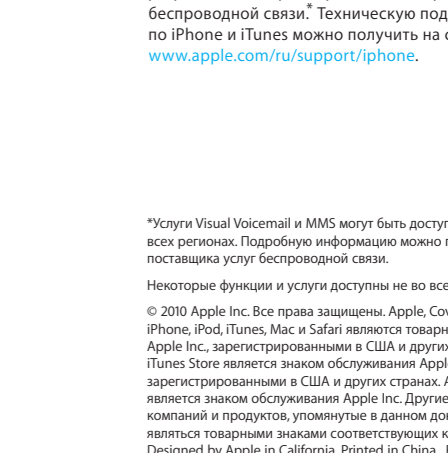 беспроводной связи.* Техническую под
по iPhone и iTunes можно получить на с
www.apple.com/ru/support/iphone.
*Услуги Visual Voicemail и MMS могут быть досту
всех регионах. Подробную информацию можно
поставщика услуг беспроводной связи.
Некоторые функции и услуги доступны не во все
© 2010 Apple Inc. Все права защищены. Apple, Cov
iPhone, iPod, iTunes, Mac и Safari являются товарн
Apple Inc., зарегистрированными в США и других
iTunes Store является знаком обслуживания Apple
зарегистрированными в США и других странах. A
является знаком обслуживания Apple Inc. Другие
компаний и продуктов, упомянутые в данном док
являться товарными знаками соответствующих к
Designed by Apple in California. Printed in China.